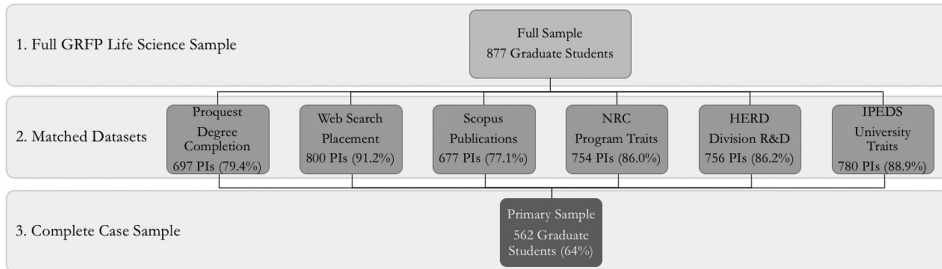 1. Full GRFP Life Science Sample
Full Sample
877 Graduate Students
2. Matched Datasets
Proquest
Degree
Completion
697 PIs (79.4%)
Web Search
Placement
800 PIs (91.2%)
Scopus
Publications
677 PIs (77.1%)
NRC
Program Traits
754 PIs (86.0%)
HERD
Division R&D
756 PIs (86.2%)
IPEDS
University
Traits
780 PIs (88.9%)
3. Complete Case Sample
Primary Sample
562 Graduate
Students (64%)